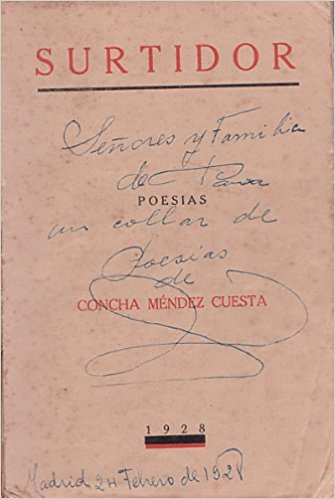 SURTIDOR
Señores y Familia
de
POESIAS
un collar de
Poesias
de
CONCHA MÉNDEZ CUESTA
1928
Madrid 24 Febrero de 1928